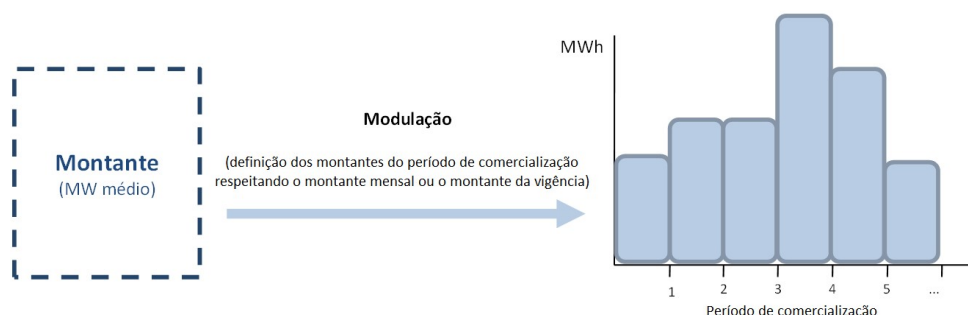 Montante
(MW médio)
Modulação
(definição dos montantes do período de comercialização
respeitando o montante mensal ou o montante da vigência)
MWh
1 2 3 4 5 ...
Período de comercialização